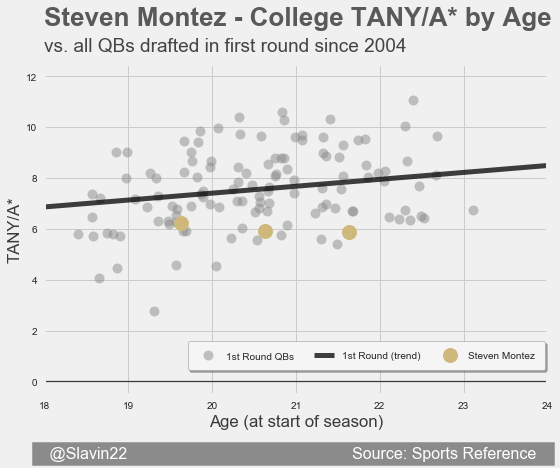 Steven Montez - College TANY/A* by Age
vs. all QBs drafted in first round since 2004
12
10
8
6
4
2
0
TANY/A*
1st Round QBs
1st Round (trend)
Steven Montez
18 19 20 21 22 23 24
Age (at start of season)
@Slavin22
Source: Sports Reference